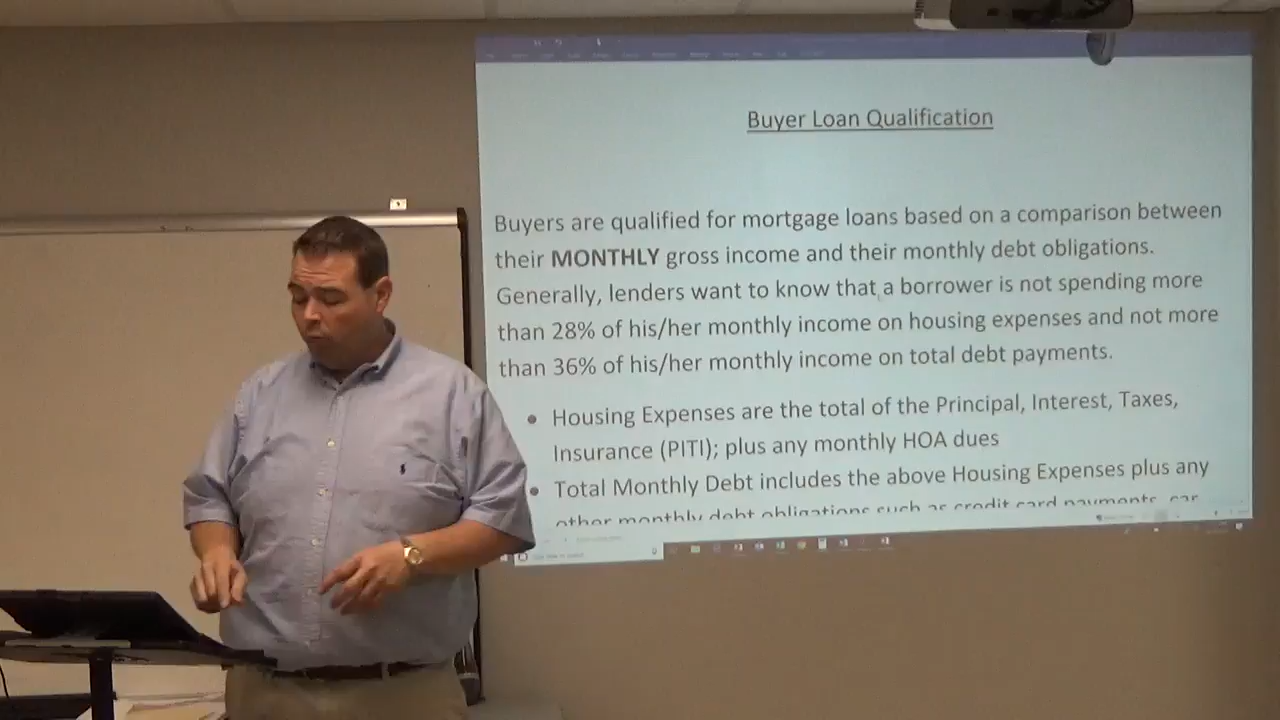 Buyer Loan Qualification
Buyers are qualified for mortgage loans based on a comparison between
their MONTHLY gross income and their monthly debt obligations.
Generally, lenders want to know that a borrower is not spending more
than 28% of his/her monthly income on housing expenses and not more
than 36% of his/her monthly income on total debt payments.
• Housing Expenses are the total of the Principal, Interest, Taxes,
Insurance (PITI); plus any monthly HOA dues
• Total Monthly Debt includes the above Housing Expenses plus any
other monthly debt obligations such as credit card payments, car